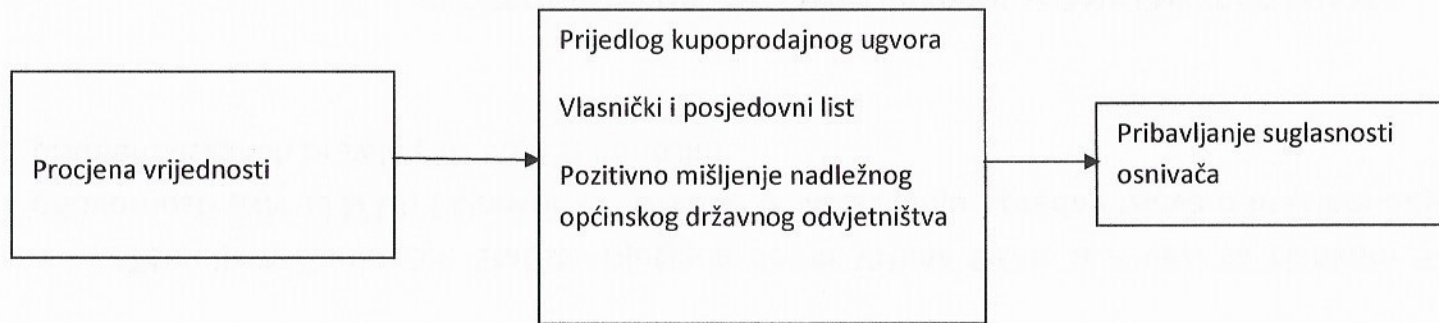 Procjena vrijednosti
Prijedlog kupoprodajnog ugvora
Vlasnički i posjedovni list
Pozitivno mišljenje nadležnog
općinskog državnog odvjetništva
Pribavljanje suglasnosti
osnivača